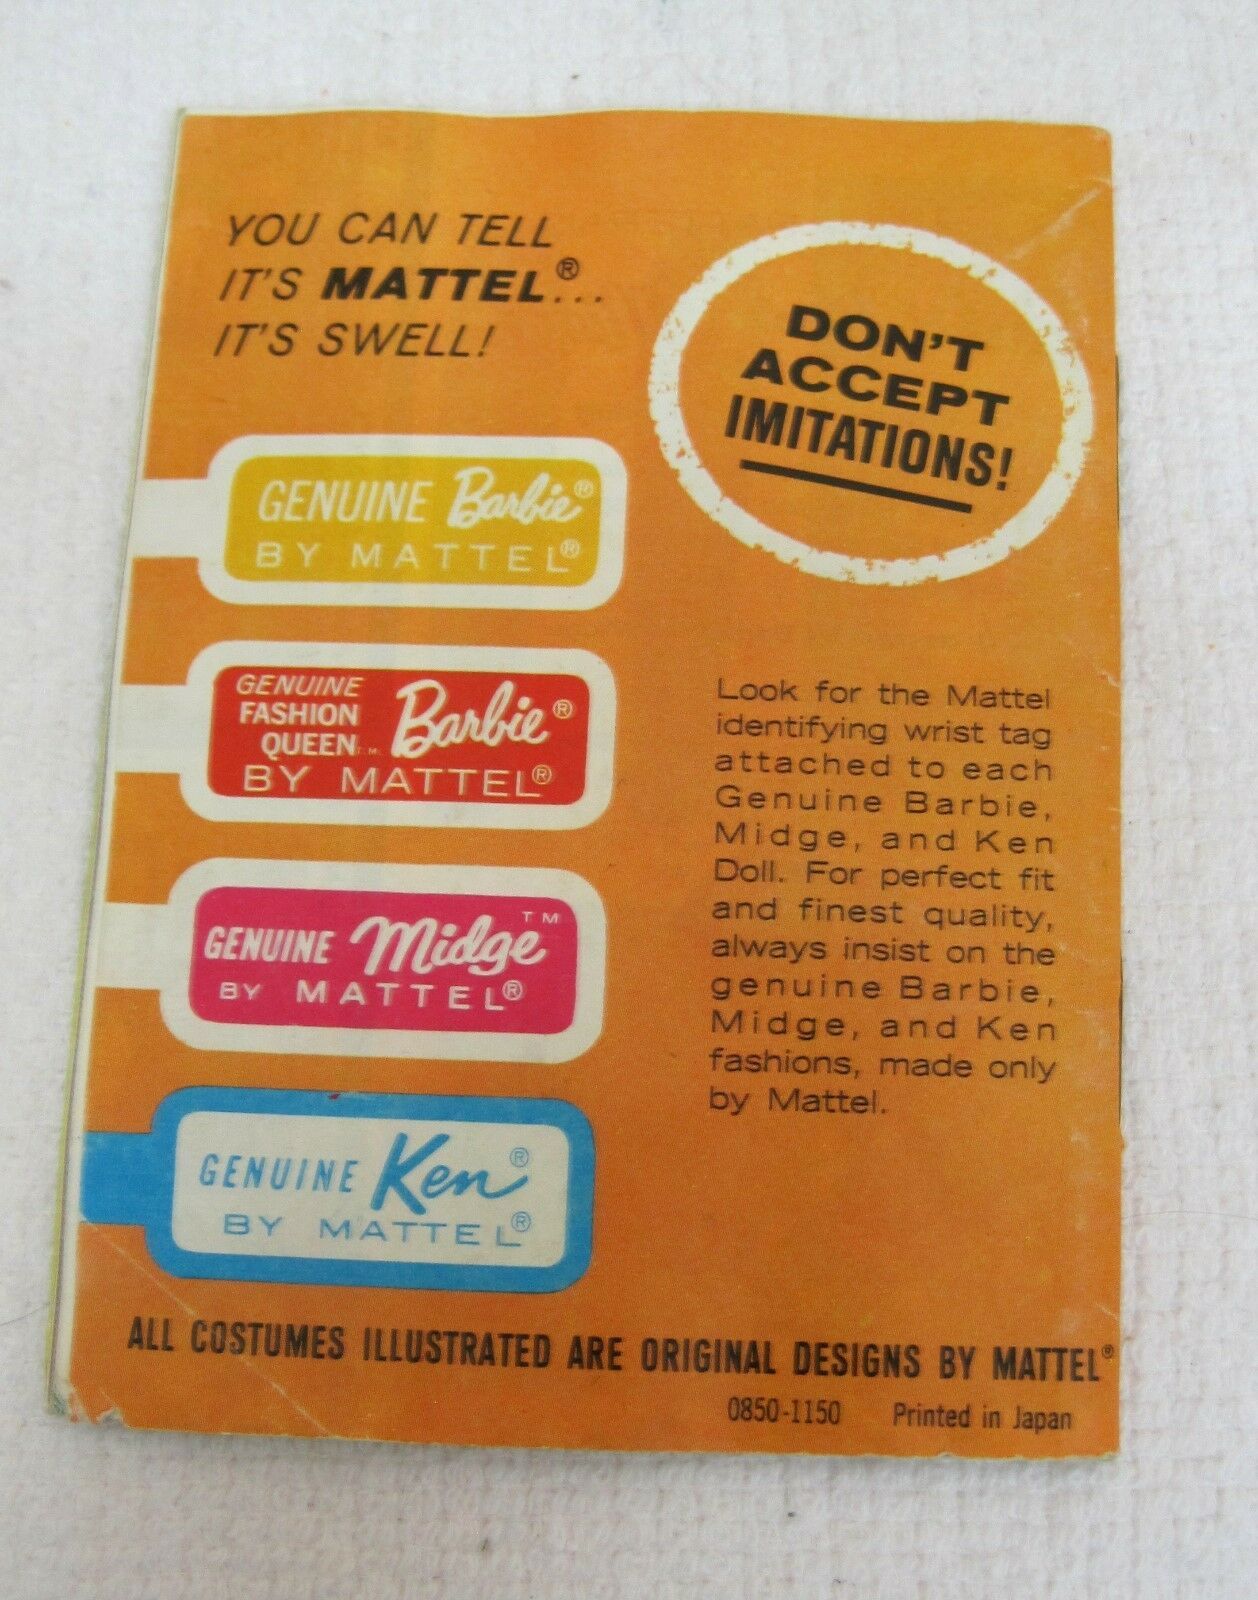 YOU CAN TELL
IT'S MATTEL®...
IT'S SWELL!
DON'T
ACCEPT
IMITATIONS!
GENUINE Barbie®
BY MATTEL®
GENUINE
FASHION
QUEEN T.M. Barbie®
BY MATTEL®
GENUINE Midge™
BY MATTEL®
GENUINE Ken®
BY MATTEL®
Look for the Mattel
identifying wrist tag
attached to each
Genuine Barbie,
Midge, and Ken
Doll. For perfect fit
and finest quality,
always insist on the
genuine Barbie,
Midge, and Ken
fashions, made only
by Mattel.
ALL COSTUMES ILLUSTRATED ARE ORIGINAL DESIGNS BY MATTEL®
0850-1150 Printed in Japan